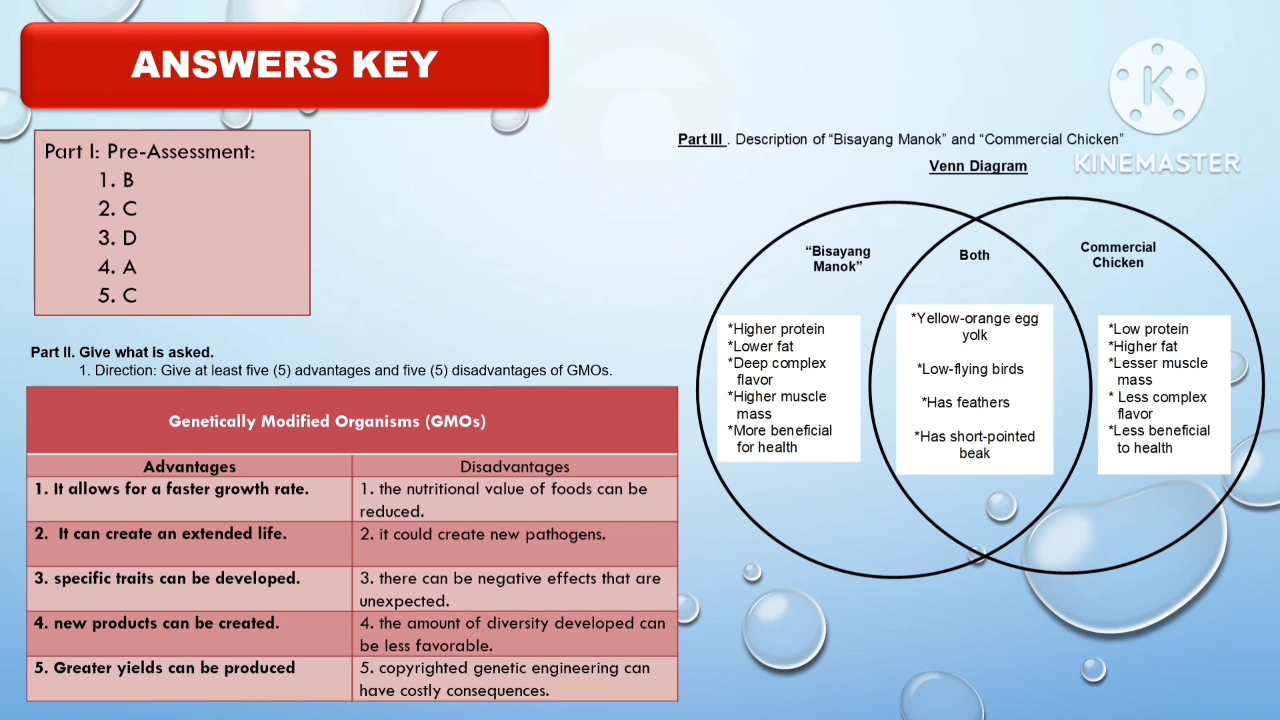 ANSWERS KEY
Part I: Pre-Assessment:
1. B
2. C
3. D
4. A
5. C
Part II. Give what is asked.
1. Direction: Give at least five (5) advantages and five (5) disadvantages of GMOs.
Genetically Modified Organisms (GMOs)
Advantages
Disadvantages
1. It allows for a faster growth rate.
1. the nutritional value of foods can be
reduced.
2. It can create an extended life.
2. it could create new pathogens.
3. specific traits can be developed.
3. there can be negative effects that are
unexpected.
4. new products can be created.
4. the amount of diversity developed can
be less favorable.
5. Greater yields can be produced
5. copyrighted genetic engineering can
have costly consequences.
K
KINEMASTER
Part III . Description of “Bisayang Manok” and “Commercial Chicken”
Venn Diagram
“Bisayang
Manok”
*Higher protein
*Lower fat
*Deep complex
flavor
*Higher muscle
mass
*More beneficial
for health
Both
*Yellow-orange egg
yolk
*Low-flying birds
*Has feathers
*Has short-pointed
beak
Commercial
Chicken
*Low protein
*Higher fat
*Lesser muscle
mass
* Less complex
flavor
*Less beneficial
to health